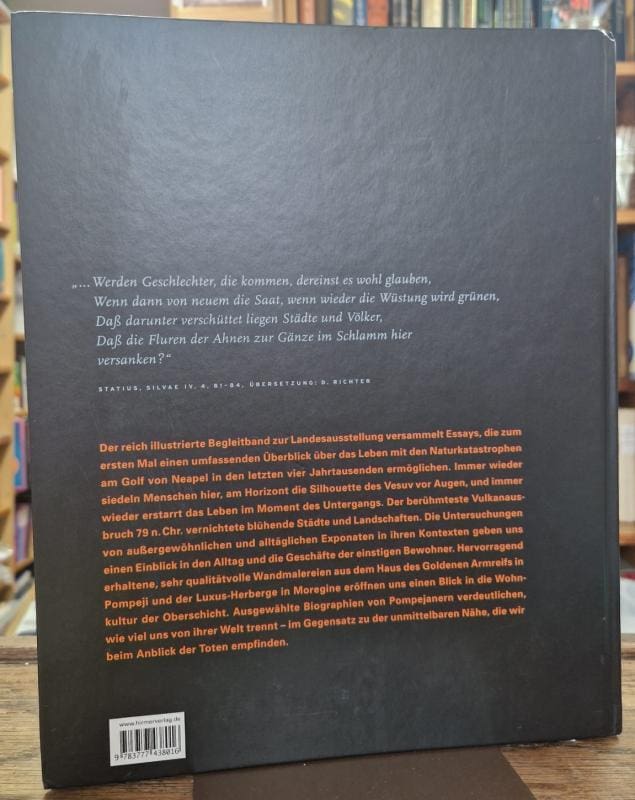 „... Werden Geschlechter, die kommen, dereinst es wohl glauben,
Wenn dann von neuem die Saat, wenn wieder die Wüstung wird grünen,
Daß darunter verschüttet liegen Städte und Völker,
Daß die Fluren der Ahnen zur Gänze im Schlamm hier
versanken?“
STATIUS, SILVAE IV, 4, 81–84, ÜBERSETZUNG: D. RICHTER
Der reich illustrierte Begleitband zur Landesausstellung versammelt Essays, die zum
ersten Mal einen umfassenden Überblick über das Leben mit den Naturkatastrophen
am Golf von Neapel in den letzten vier Jahrtausenden ermöglichen. Immer wieder
siedeln Menschen hier, am Horizont die Silhouette des Vesuv vor Augen, und immer
wieder erstarrt das Leben im Moment des Untergangs. Der berühmteste Vulkanaus-
bruch 79 n. Chr. vernichtete blühende Städte und Landschaften. Die Untersuchungen
von außergewöhnlichen und alltäglichen Exponaten in ihren Kontexten geben uns
einen Einblick in den Alltag und die Geschäfte der einstigen Bewohner. Hervorragend
erhaltene, sehr qualitätvolle Wandmalereien aus dem Haus des Goldenen Armreifs in
Pompeji und der Luxus-Herberge in Moregine eröffnen uns einen Blick in die Wohn-
kultur der Oberschicht. Ausgewählte Biographien von Pompejanern verdeutlichen,
wie viel uns von ihrer Welt trennt – im Gegensatz zu der unmittelbaren Nähe, die wir
beim Anblick der Toten empfinden.
www.hirmerverlag.de
9 783777 438016